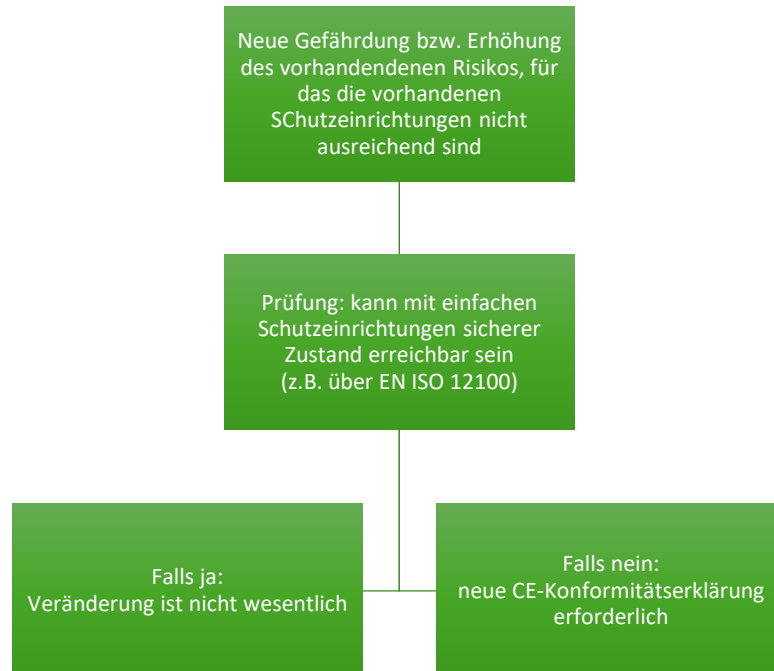 Neue Gefährdung bzw. Erhöhung
des vorhandendenen Risikos, für
das die vorhandenen
SChutzeinrichtungen nicht
ausreichend sind
Prüfung: kann mit einfachen
Schutzeinrichtungen sicherer
Zustand erreichbar sein
(z.B. über EN ISO 12100)
Falls ja:
Veränderung ist nicht wesentlich
Falls nein:
neue CE-Konformitätserklärung
erforderlich